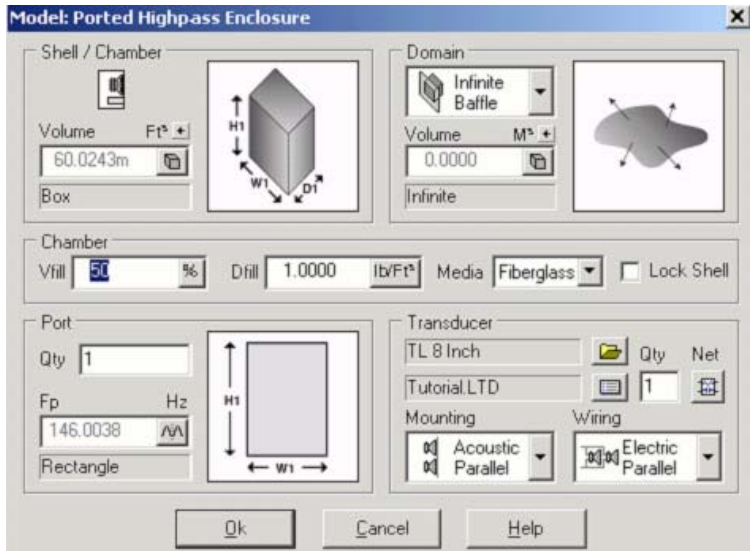 Model: Ported Highpass Enclosure
Shell / Chamber
Volume Ft³ +
60.0243m
Box
H1
W1
D1
Domain
Infinite Baffle
Volume M³ +
0.0000
Infinite
Chamber
Vfill 50 % Dfill 1.0000 lb/Ft³ Media Fiberglass Lock Shell
Port
Qty 1
Fp Hz
146.0038
Rectangle
H1
W1
Transducer
TL 8 Inch Qty Net
Tutorial.LTD 1
Mounting Wiring
Acoustic Parallel
Electric Parallel
Ok Cancel Help